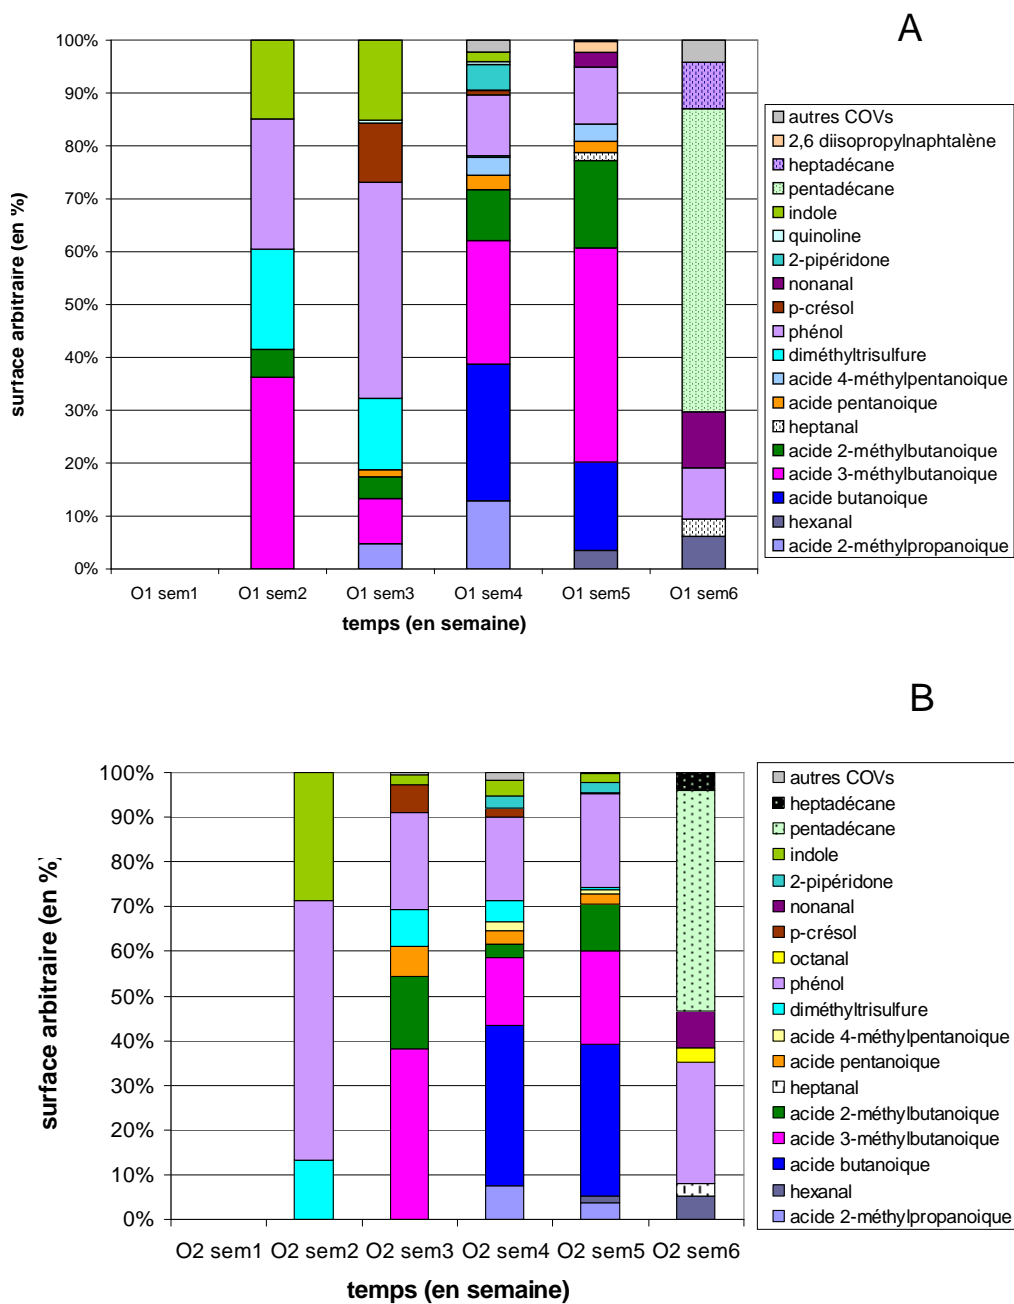 A
100%
90%
80%
70%
60%
50%
40%
30%
20%
10%
0%
surface arbitraire (en %)
O1 sem1
O1 sem2
O1 sem3
O1 sem4
O1 sem5
O1 sem6
temps (en semaine)
autres COVs
2,6 diisopropylnaphtalène
heptadécane
pentadécane
indole
quinoline
2-pipéridone
nonanal
p-crésol
phénol
diméthyltrisulfure
acide 4-méthylpentanoique
acide pentanoique
heptanal
acide 2-méthylbutanoique
acide 3-méthylbutanoique
acide butanoique
hexanal
acide 2-méthylpropanoique
B
100%
90%
80%
70%
60%
50%
40%
30%
20%
10%
0%
surface arbitraire (en %)
O2 sem1
O2 sem2
O2 sem3
O2 sem4
O2 sem5
O2 sem6
temps (en semaine)
autres COVs
heptadécane
pentadécane
indole
2-pipéridone
nonanal
p-crésol
octanal
phénol
diméthyltrisulfure
acide 4-méthylpentanoique
acide pentanoique
heptanal
acide 2-méthylbutanoique
acide 3-méthylbutanoique
acide butanoique
hexanal
acide 2-méthylpropanoique